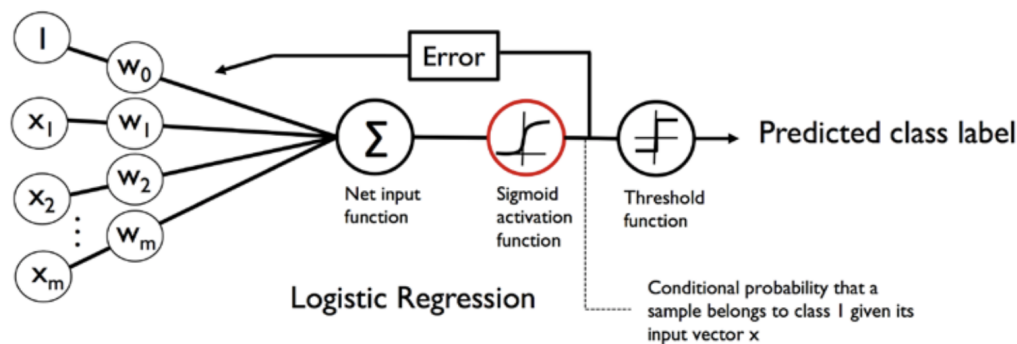 1
w0
x1
w1
x2
w2
⋮
xm
wm
Error
Σ
Net input
function
Sigmoid
activation
function
Threshold
function
Predicted class label
Logistic Regression
Conditional probability that a
sample belongs to class 1 given its
input vector x